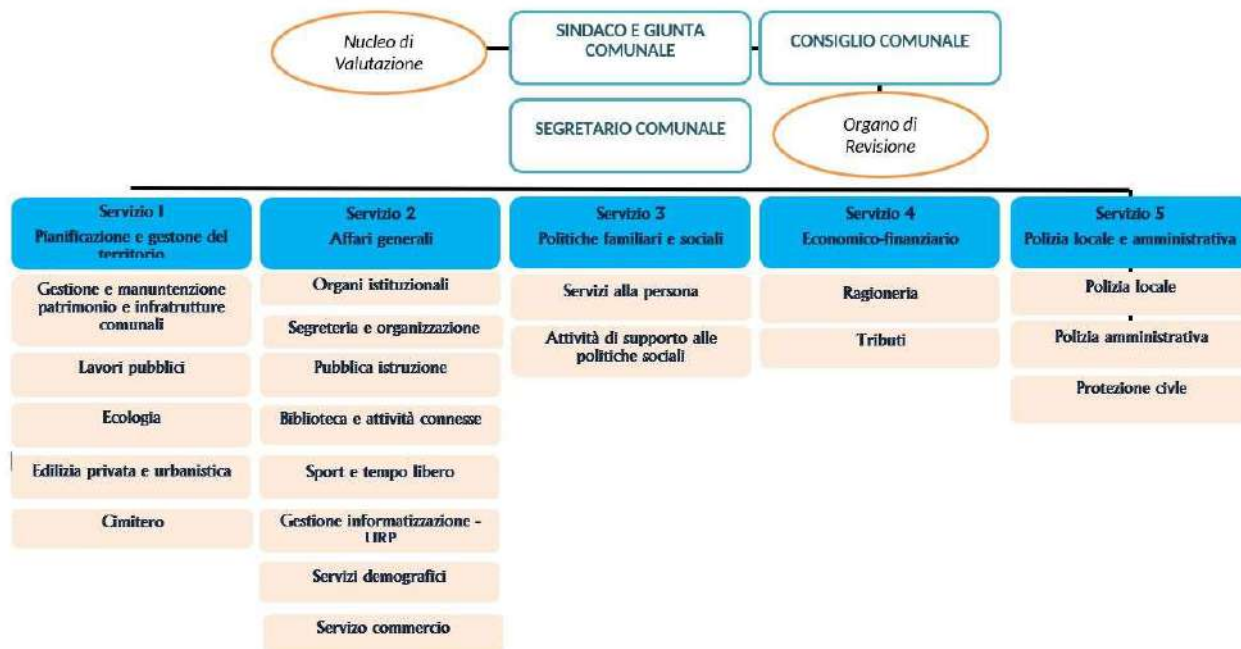 Nucleo di
Valutazione
SINDACO E GIUNTA
COMUNALE
CONSIGLIO COMUNALE
SEGRETARIO COMUNALE
Organo di
Revisione
Servizio 1
Pianificazione e gestone del
territorio
Gestione e manuntenzione
patrimonio e infratrutture
comunali
Lavori pubblici
Ecologia
Edilizia privata e urbanistica
Cimitero
Servizio 2
Affari generali
Organi istituzionali
Segreteria e organizzazione
Pubblica istruzione
Biblioteca e attività connesse
Sport e tempo libero
Gestione informatizzazione -
URP
Servizi demografici
Servizo commercio
Servizio 3
Politiche familiari e sociali
Servizi alla persona
Attività di supporto alle
politiche sociali
Servizio 4
Economico-finanziario
Ragioneria
Tributi
Servizio 5
Polizia locale e amministrativa
Polizia locale
Polizia amministrativa
Protezione civle